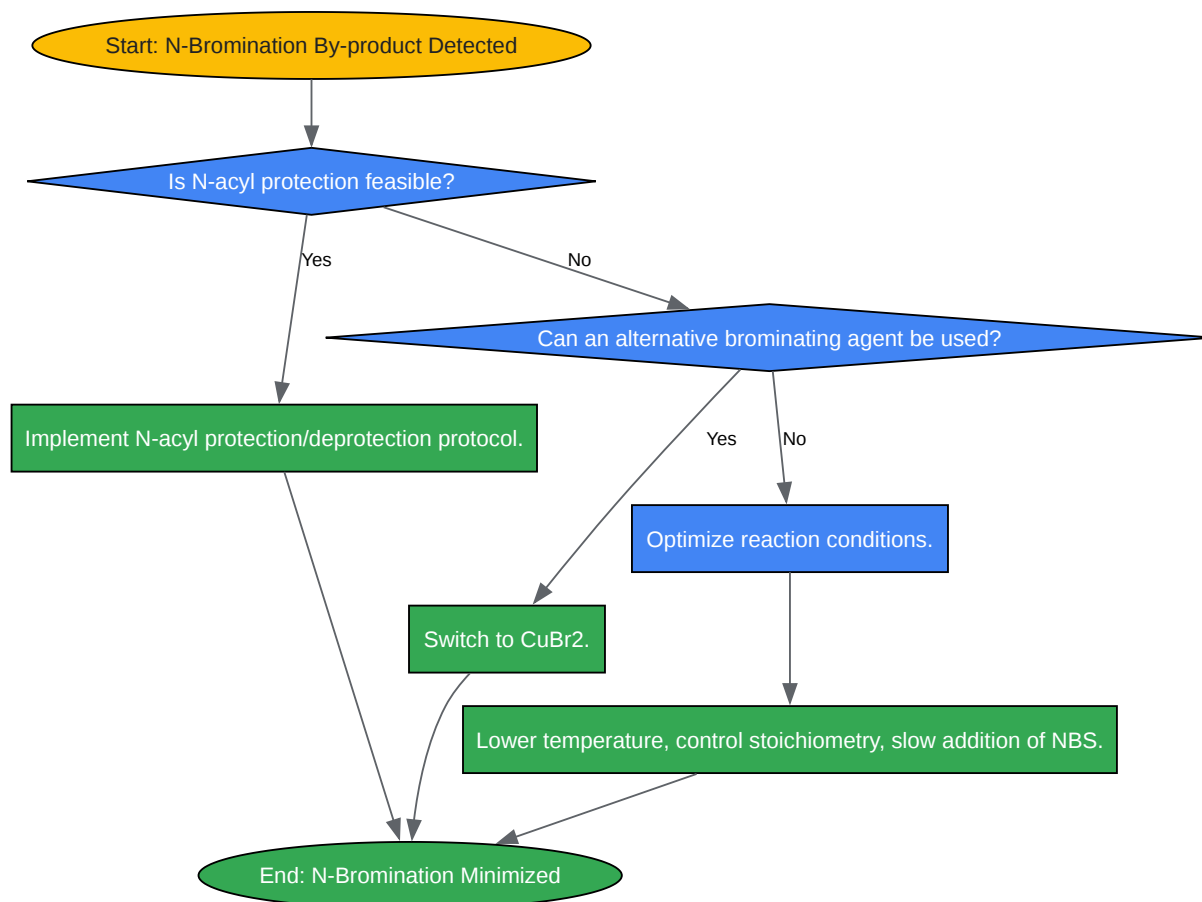 Start: N-Bromination By-product Detected
Is N-acyl protection feasible?
Yes
No
Can an alternative brominating agent be used?
Implement N-acyl protection/deprotection protocol.
Yes
No
Optimize reaction conditions.
Switch to CuBr2.
Lower temperature, control stoichiometry, slow addition of NBS.
End: N-Bromination Minimized